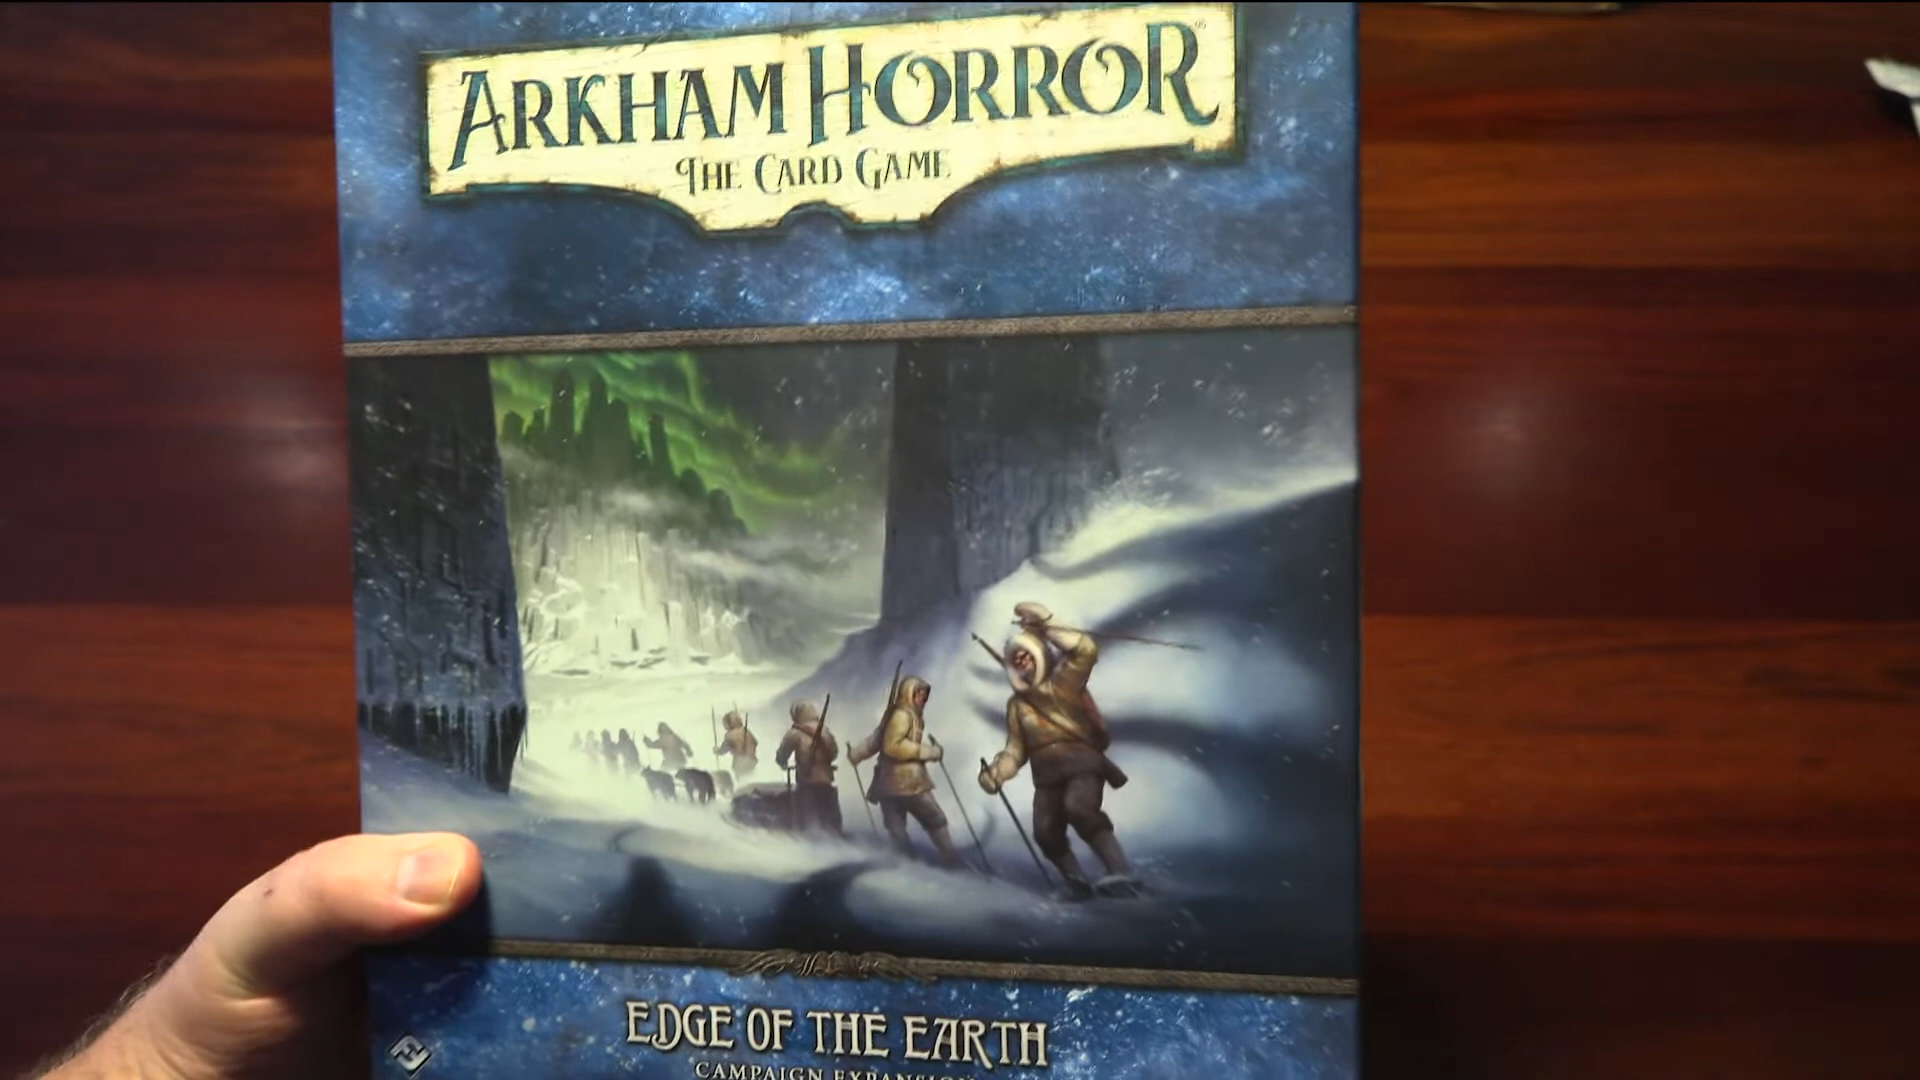 ARKHAM HORROR
THE CARD GAME
EDGE OF THE EARTH
CAMPAIGN EXPANSION